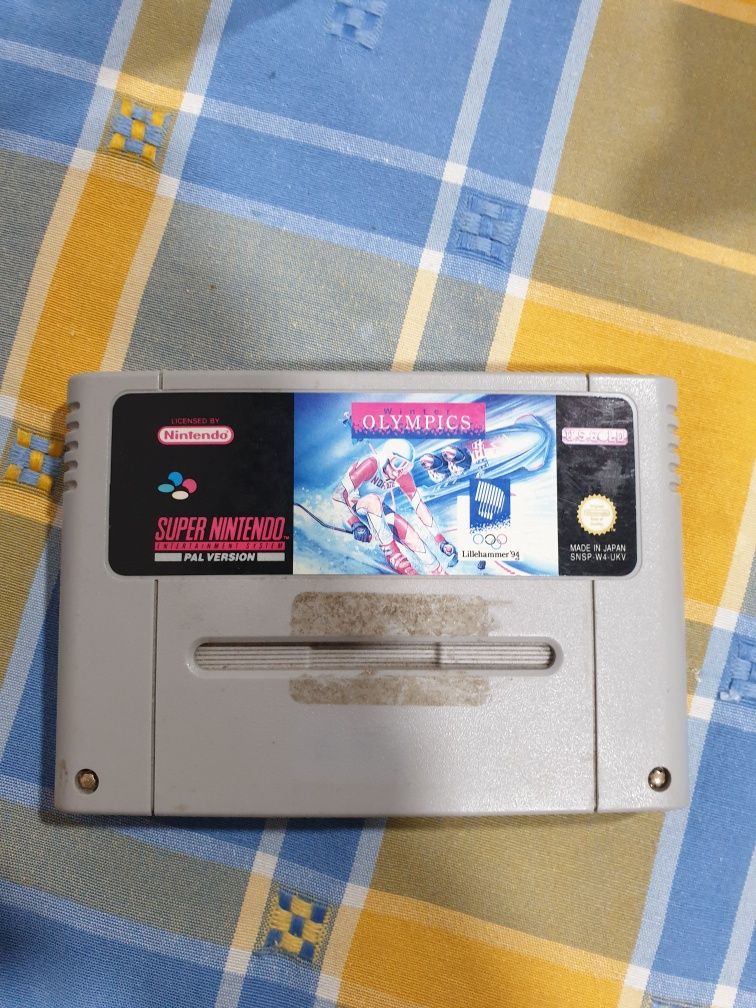 LICENSED BY
Nintendo
SUPER NINTENDO
ENTERTAINMENT SYSTEM
PAL VERSION
Winter
OLYMPICS
Lillehammer '94
U.S. GOLD
MADE IN JAPAN
SNSP-W4-UKV